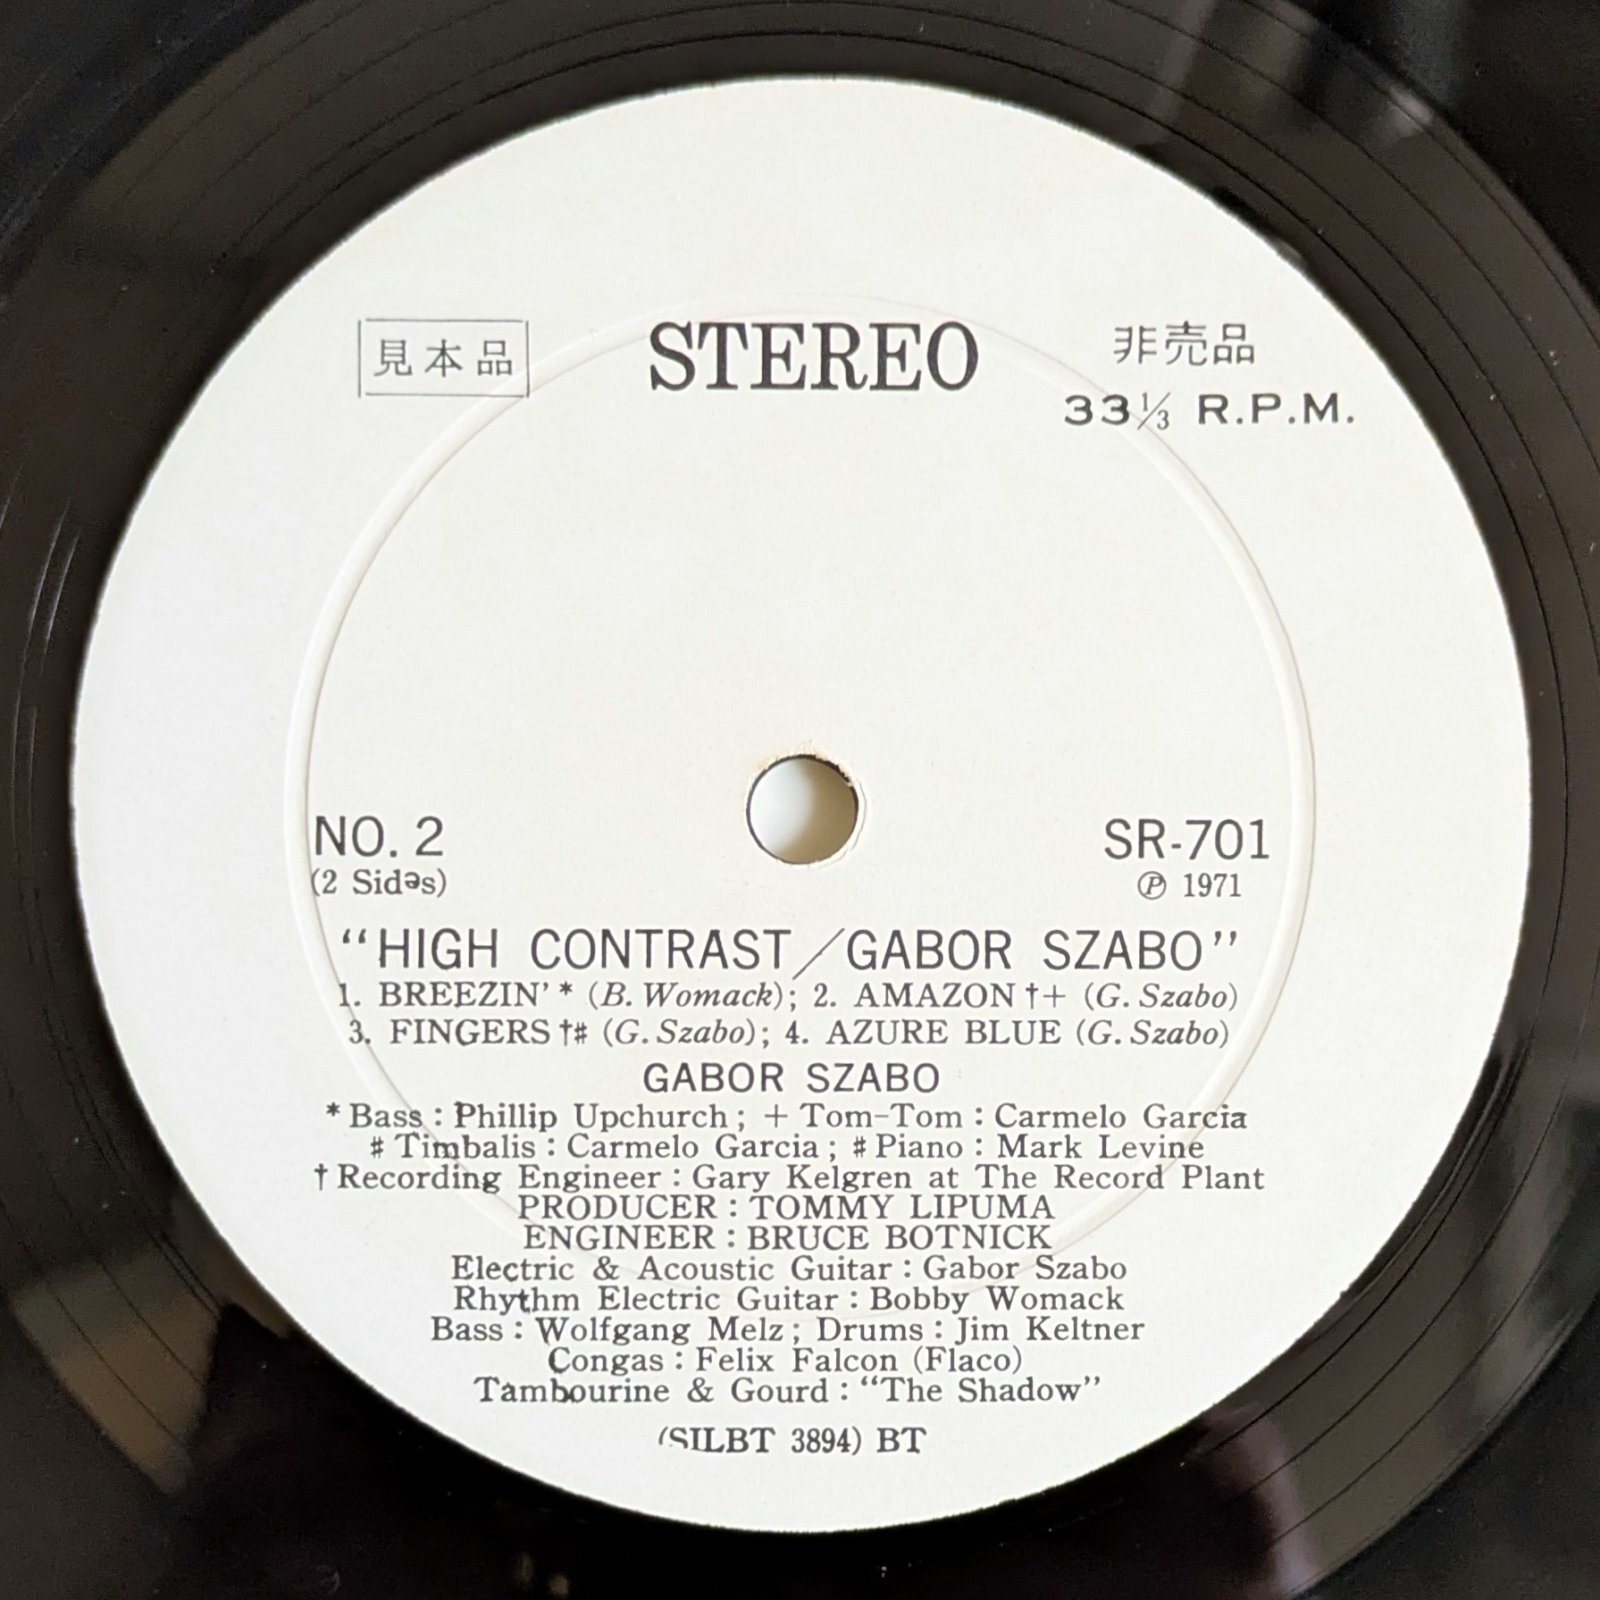 見本品 STEREO 非売品
33⅓ R.P.M.
NO. 2 SR-701
(2 Sidəs) Ⓟ 1971
“HIGH CONTRAST/GABOR SZABO”
1. BREEZIN’* (B. Womack); 2. AMAZON†+ (G. Szabo)
3. FINGERS†♯ (G. Szabo); 4. AZURE BLUE (G. Szabo)
GABOR SZABO
*Bass : Phillip Upchurch ; + Tom-Tom : Carmelo Garcia
♯Timbalis : Carmelo Garcia ; ♯Piano : Mark Levine
†Recording Engineer : Gary Kelgren at The Record Plant
PRODUCER : TOMMY LIPUMA
ENGINEER : BRUCE BOTNICK
Electric & Acoustic Guitar : Gabor Szabo
Rhythm Electric Guitar : Bobby Womack
Bass : Wolfgang Melz ; Drums : Jim Keltner
Congas : Felix Falcon (Flaco)
Tambourine & Gourd : “The Shadow”
(SILBT 3894) BT